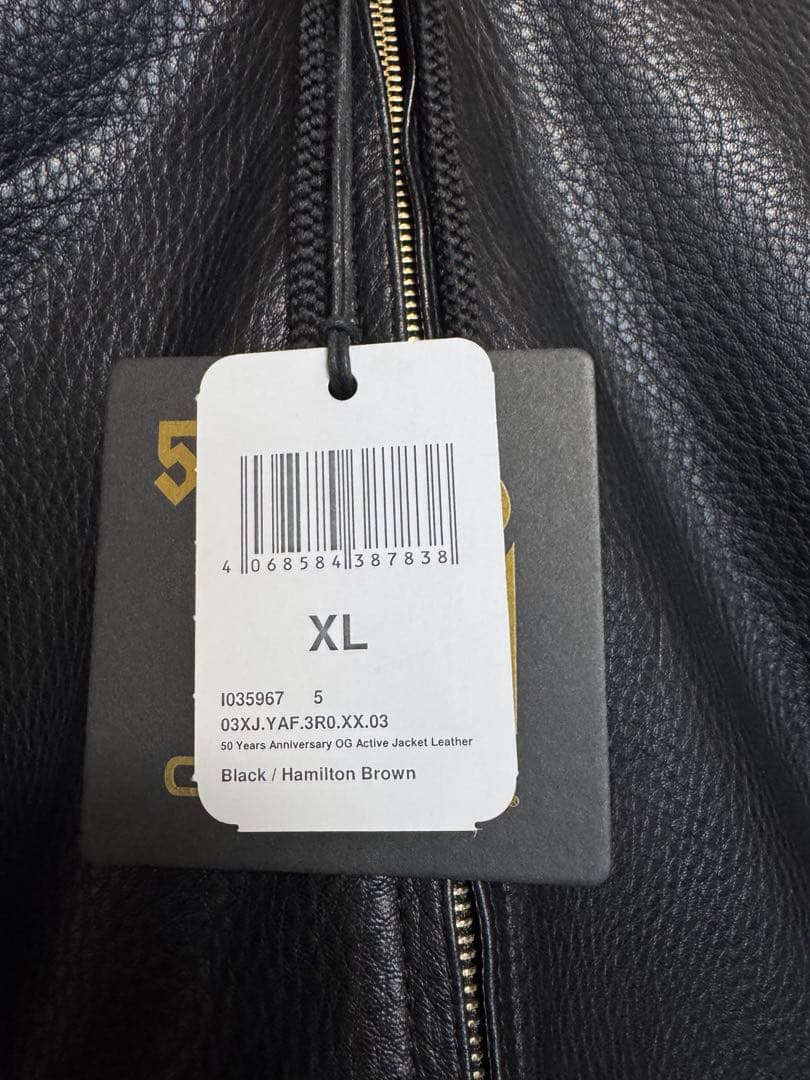 5
4 068584 387838
XL
I035967 5
03XJ.YAF.3R0.XX.03
50 Years Anniversary OG Active Jacket Leather
Black / Hamilton Brown
C
®